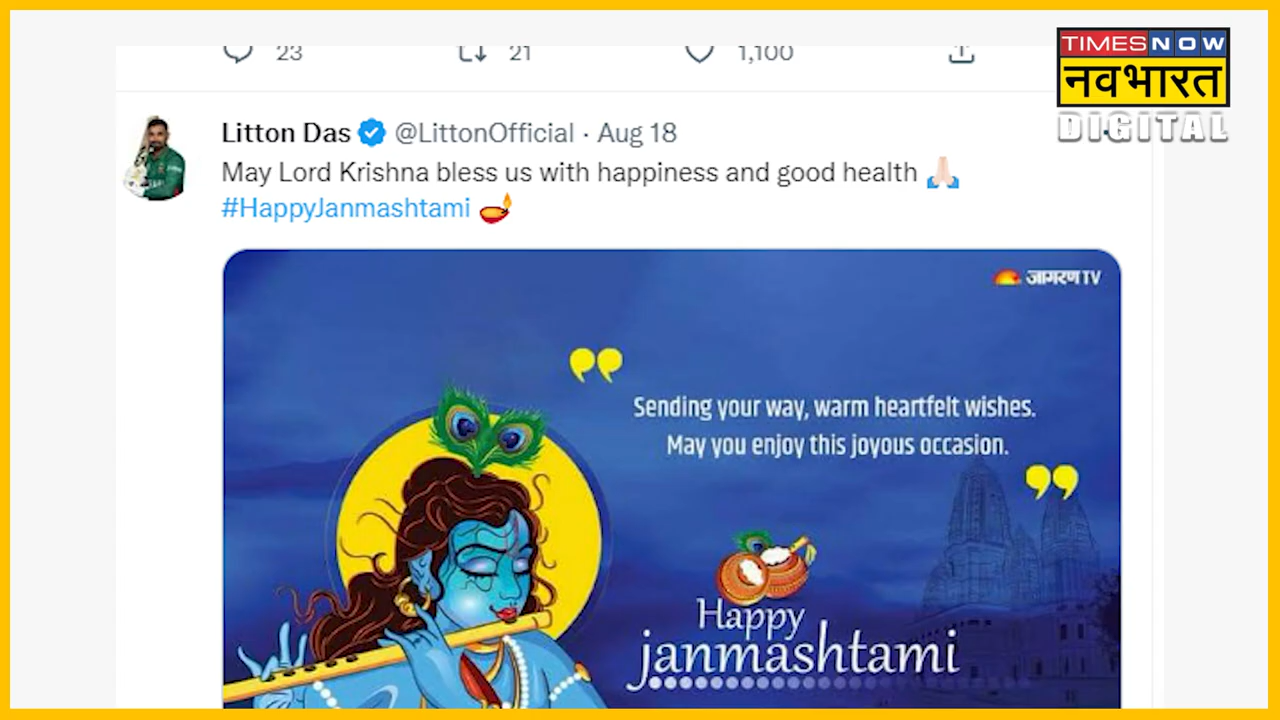 23 21 1,100
TIMES NOW
नवभारत
DIGITAL
Litton Das @LittonOfficial · Aug 18
May Lord Krishna bless us with happiness and good health 🙏🏻
#HappyJanmashtami 🪔
जागरण TV
Sending your way, warm heartfelt wishes.
May you enjoy this joyous occasion.
Happy
janmashtami